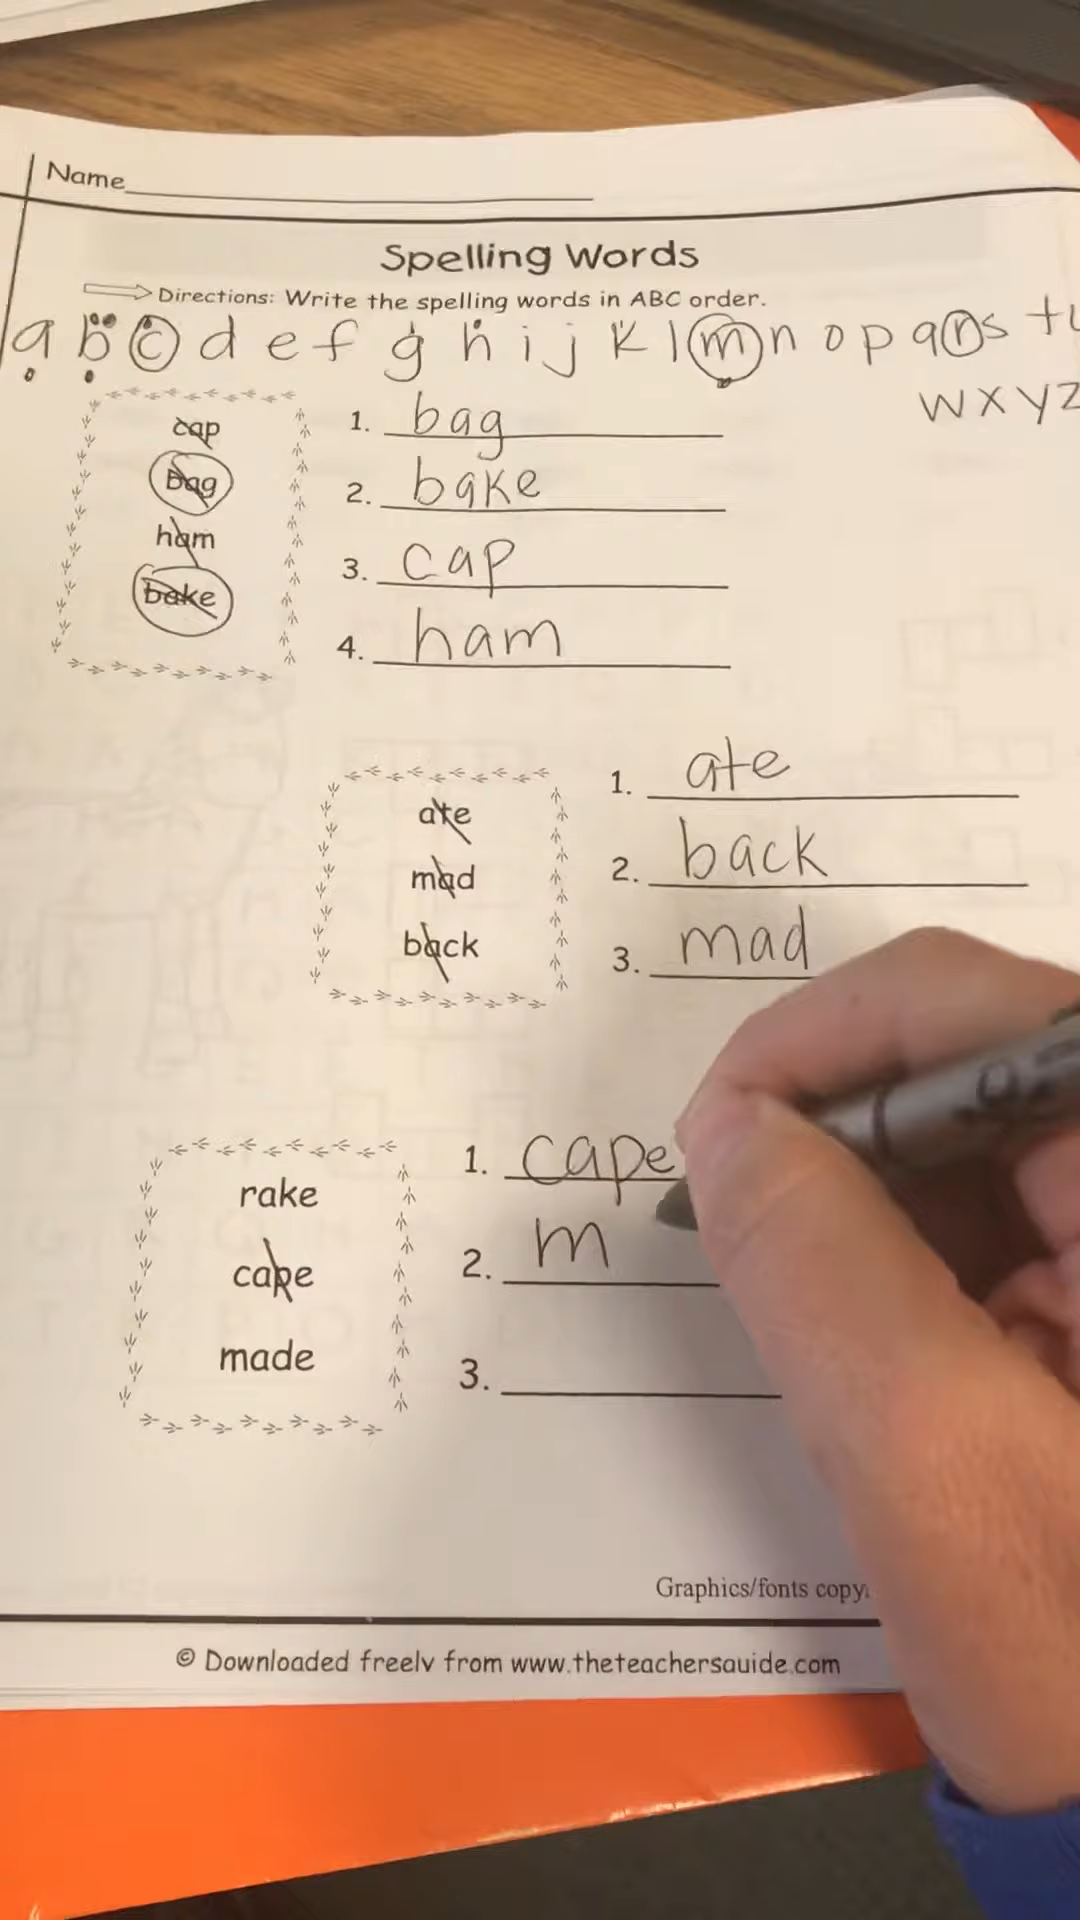 Name
Spelling Words
Directions: Write the spelling words in ABC order.
a b c d e f g h i j k l m n o p q r s t u
w x y z
cap
bag
ham
bake
1. bag
2. bake
3. cap
4. ham
ate
mad
back
1. ate
2. back
3. mad
rake
cape
made
1. cape
2. m
3.
Graphics/fonts copy
© Downloaded freely from www.theteachersguide.com